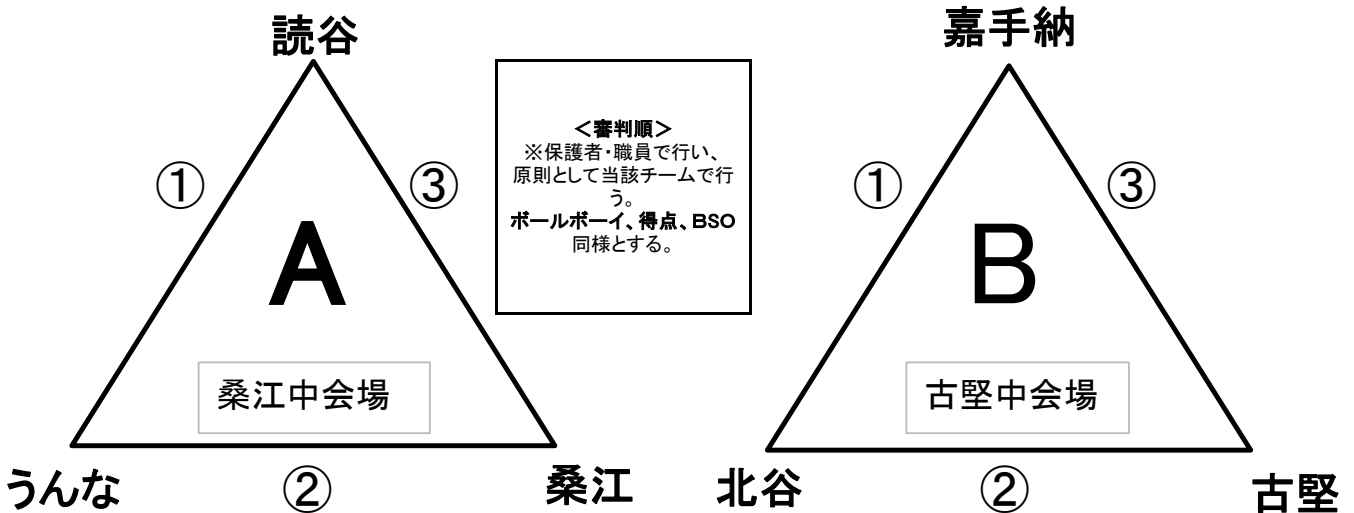 読谷
嘉手納
<審判順>
※保護者・職員で行い、
原則として当該チームで行
う。
ボールボーイ、得点、BSO
同様とする。
①
③
A
桑江中会場
うんな
②
桑江
①
③
B
古堅中会場
北谷
②
古堅